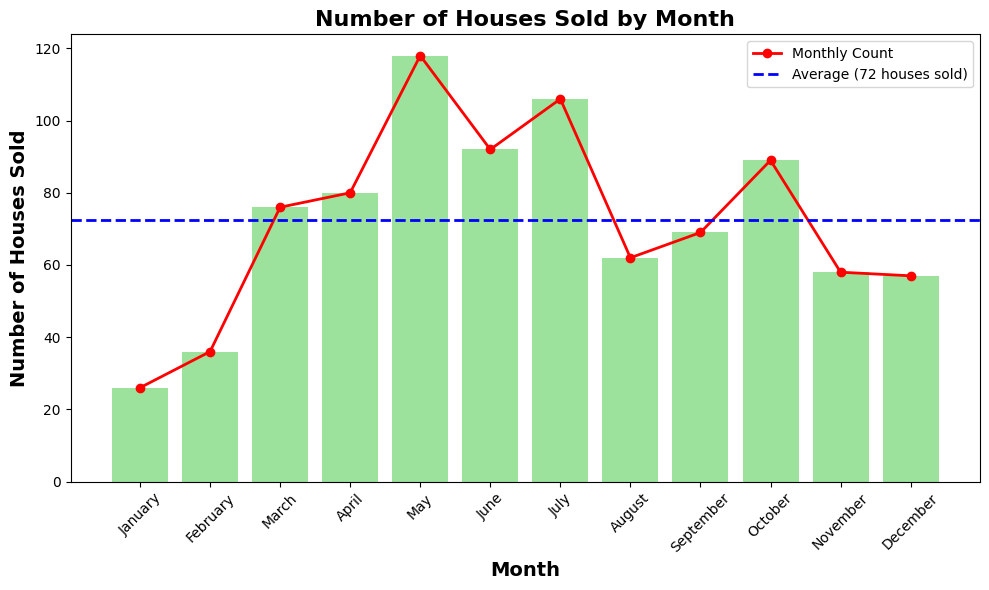 Number of Houses Sold by Month
Monthly Count
Average (72 houses sold)
Number of Houses Sold
120
100
80
60
40
20
0
January
February
March
April
May
June
July
August
September
October
November
December
Month